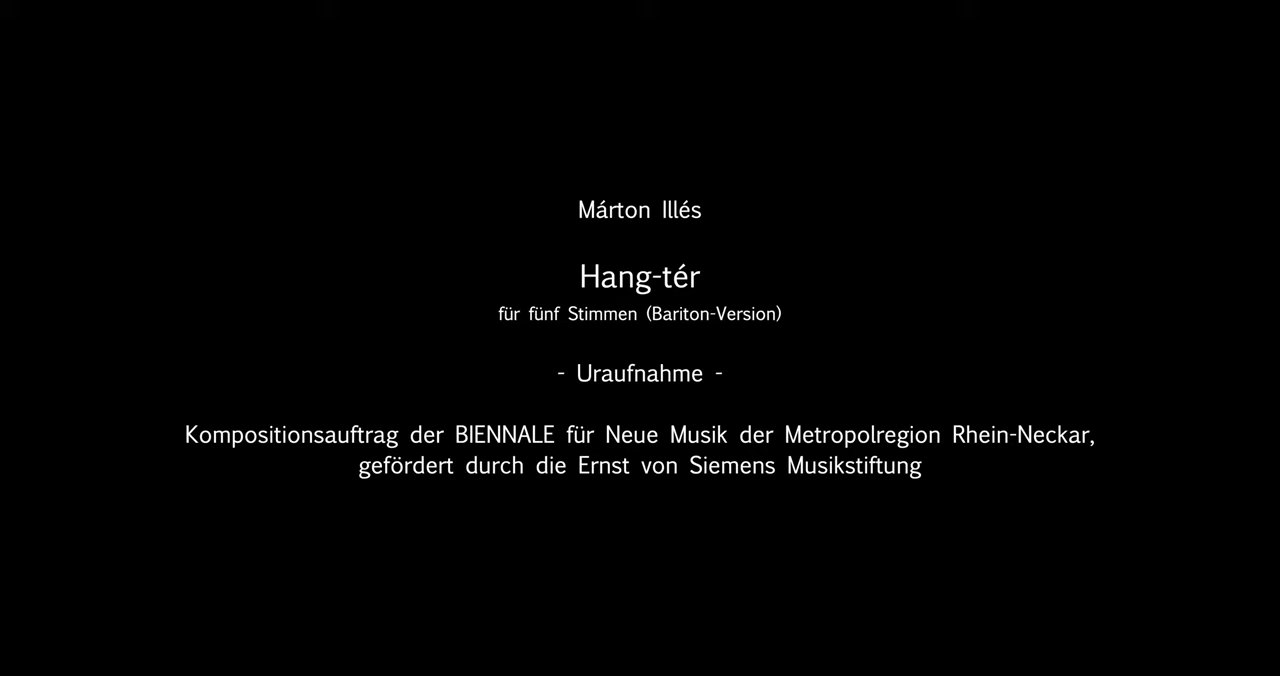 Márton Illés
Hang-tér
für fünf Stimmen (Bariton-Version)
- Uraufnahme -
Kompositionsauftrag der BIENNALE für Neue Musik der Metropolregion Rhein-Neckar,
gefördert durch die Ernst von Siemens Musikstiftung